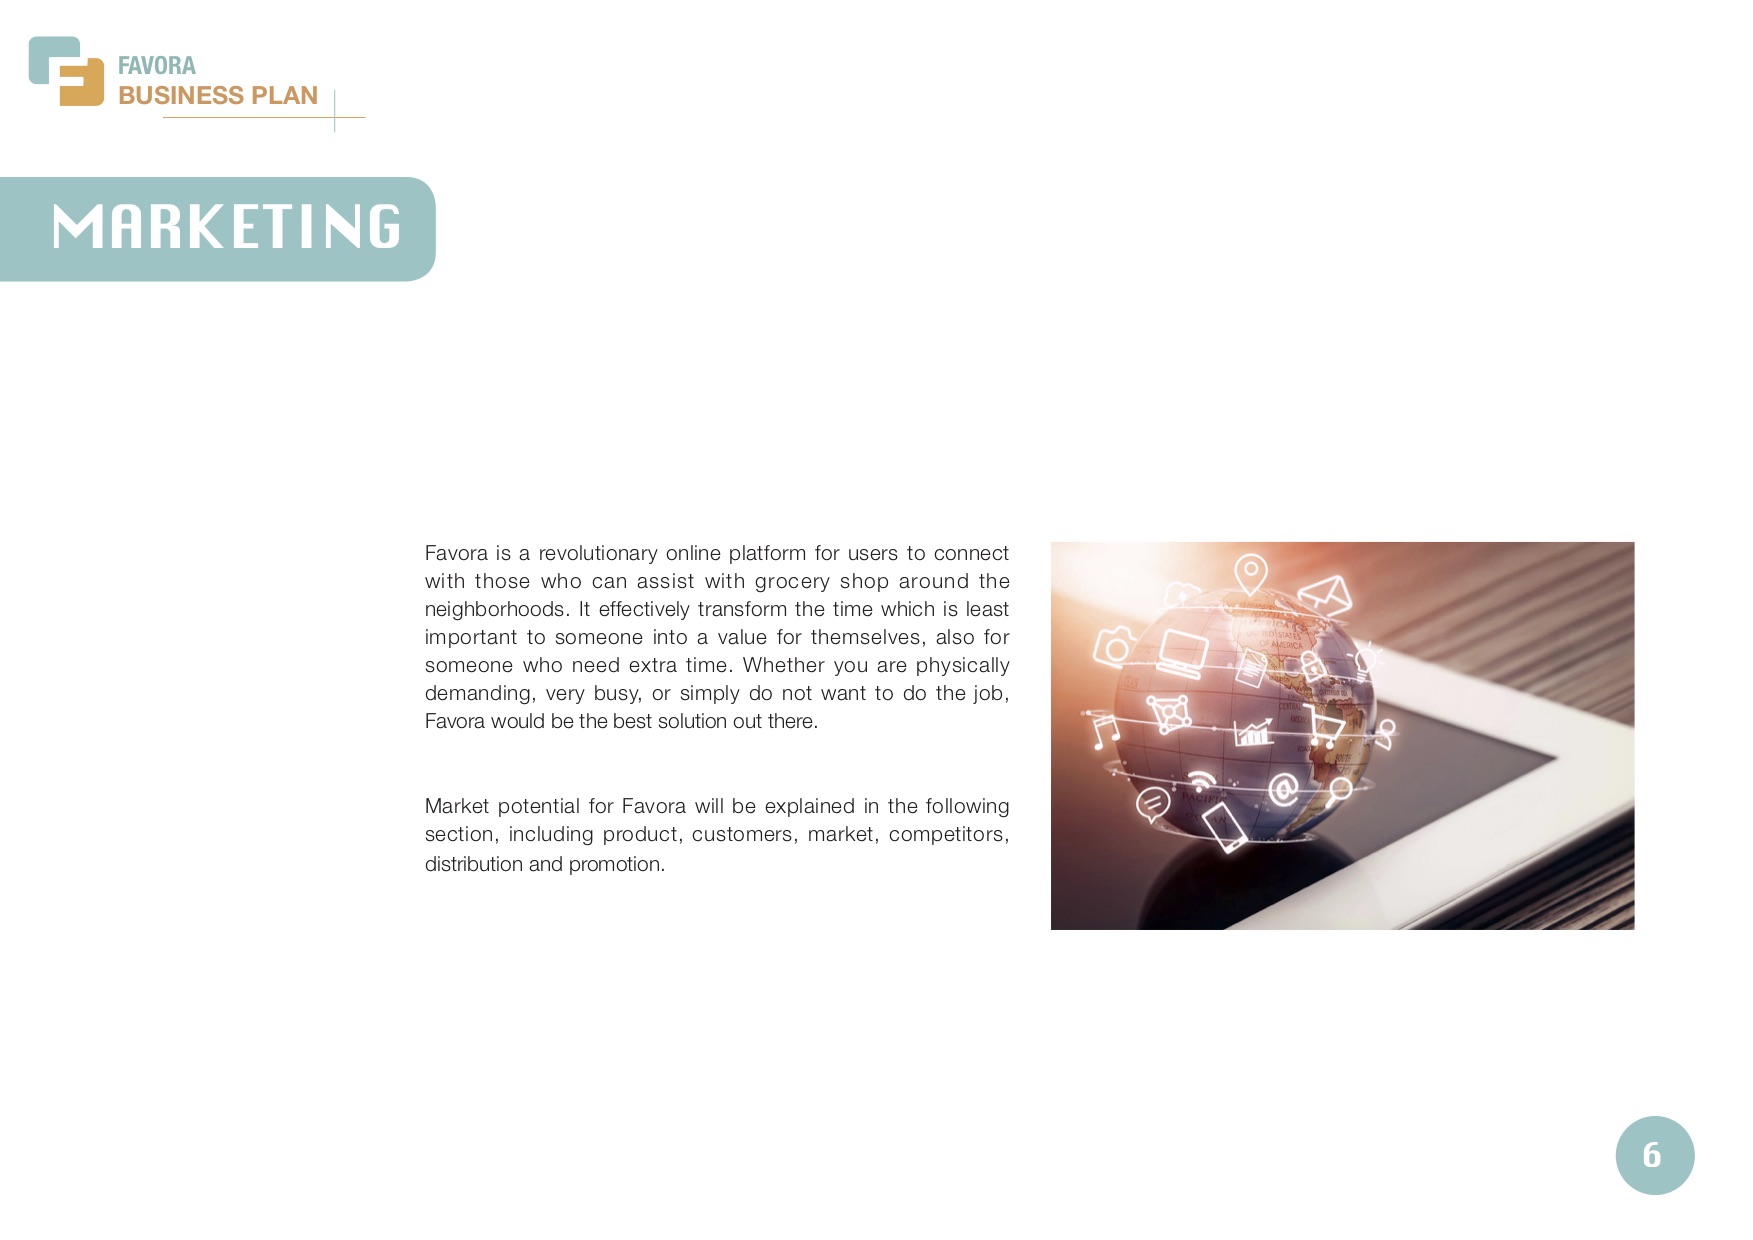 FAVORA
BUSINESS PLAN
MARKETING
Favora is a revolutionary online platform for users to connect
with those who can assist with grocery shop around the
neighborhoods. It effectively transform the time which is least
important to someone into a value for themselves, also for
someone who need extra time. Whether you are physically
demanding, very busy, or simply do not want to do the job,
Favora would be the best solution out there.
Market potential for Favora will be explained in the following
section, including product, customers, market, competitors,
distribution and promotion.
UNITED STATES
OF AMERICA
@
6